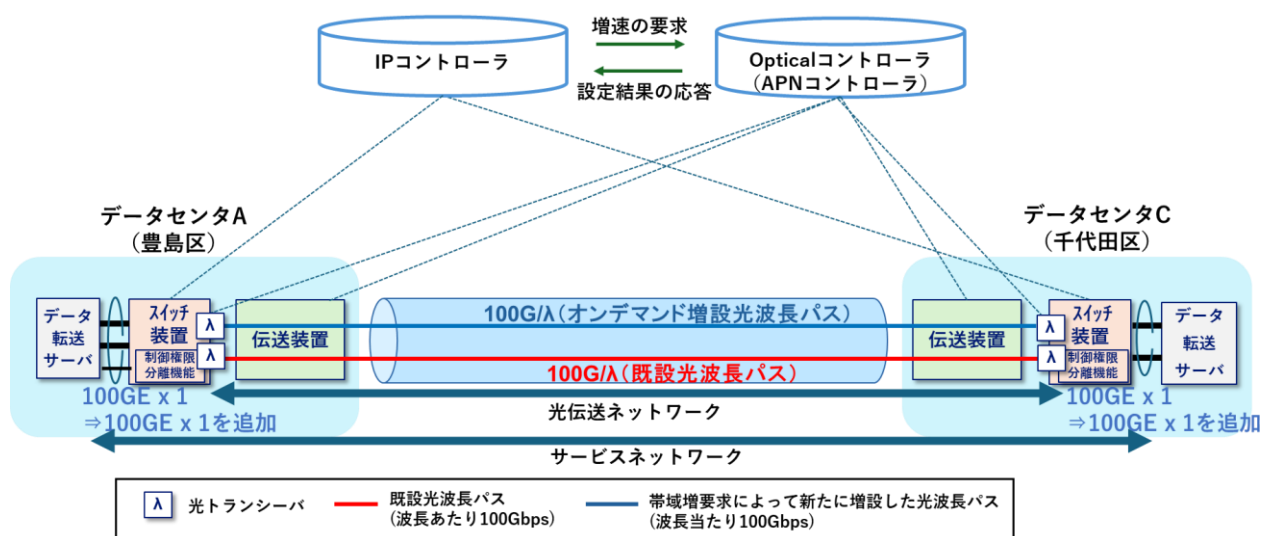 増速の要求
IPコントローラ
Opticalコントローラ
（APNコントローラ）
設定結果の応答
データセンタA
（豊島区）
データセンタC
（千代田区）
データ
転送
サーバ
スイッチ
装置
制御権限
分離機能
λ
λ
伝送装置
100G/λ（オンデマンド増設光波長パス）
100G/λ（既設光波長パス）
伝送装置
λ
λ
スイッチ
装置
制御権限
分離機能
データ
転送
サーバ
100GE x 1
⇒100GE x 1を追加
光伝送ネットワーク
100GE x 1
⇒100GE x 1を追加
サービスネットワーク
λ
光トランシーバ
既設光波長パス
(波長あたり100Gbps)
帯域増要求によって新たに増設した光波長パス
(波長当たり100Gbps)